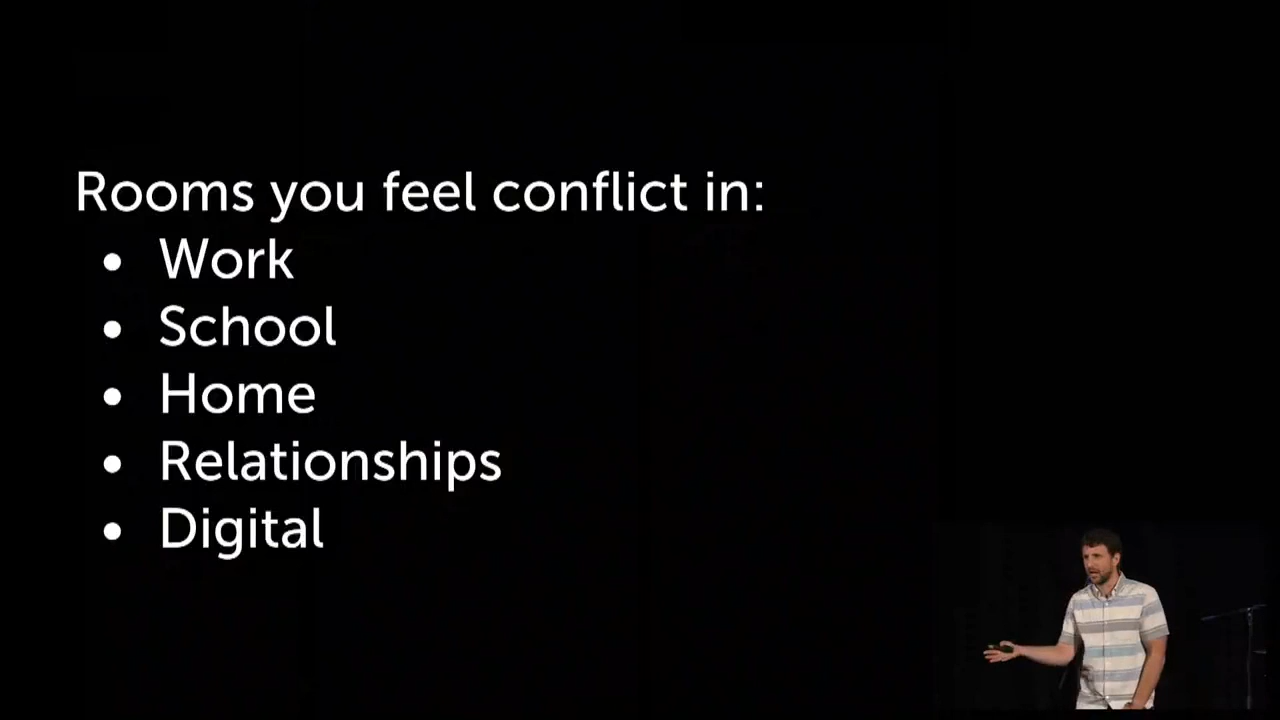 Rooms you feel conflict in:
• Work
• School
• Home
• Relationships
• Digital